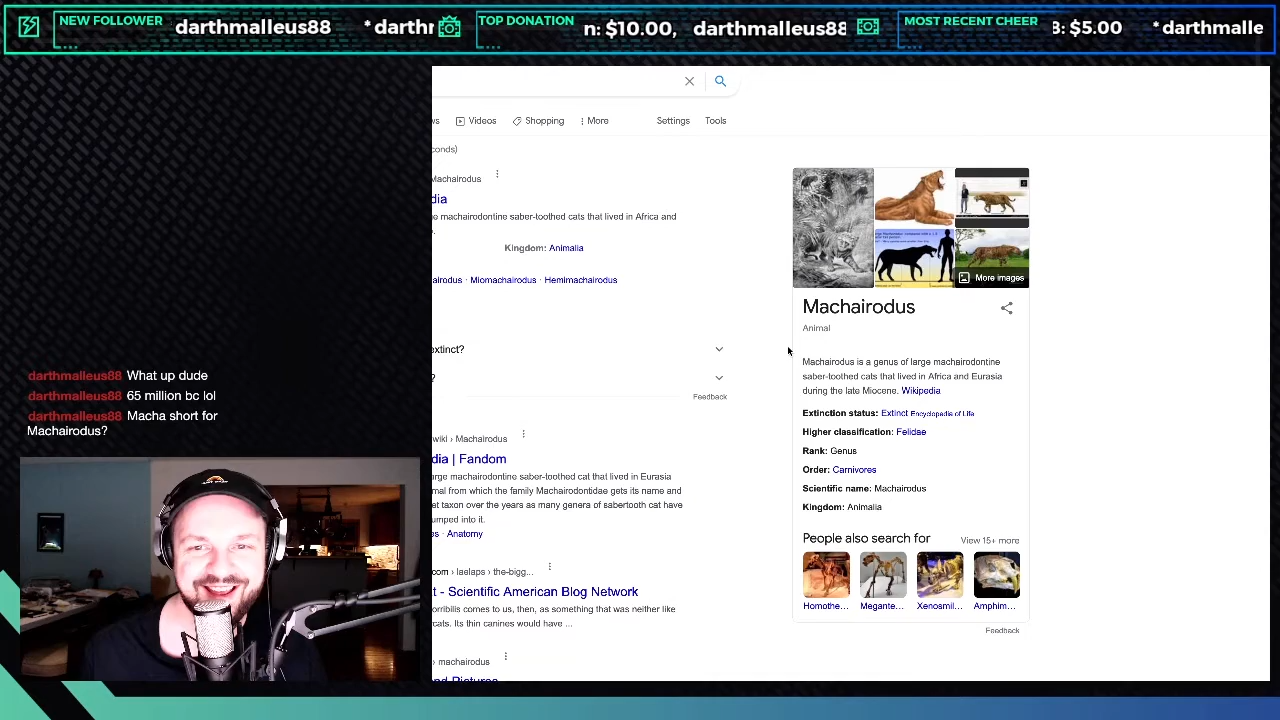 NEW FOLLOWER
darthmalleus88
* darthr
TOP DONATION
n: $10.00,
darthmalleus88
MOST RECENT CHEER
$5.00
* darthmalle
Videos
Shopping
More
Settings
Tools
conds)
Machairodus
dia
e machairodontine saber-toothed cats that lived in Africa and
Kingdom: Animalia
airodus · Miomachairodus · Hemimachairodus
extinct?
?
Feedback
wiki › Machairodus
dia | Fandom
arge machairodontine saber-toothed cat that lived in Eurasia
mal from which the family Machairodontidae gets its name and
et taxon over the years as many genera of sabertooth cat have
umped into it.
es · Anatomy
com › laelaps › the-bigg...
t - Scientific American Blog Network
orribilis comes to us, then, as something that was neither like
cats. Its thin canines would have ...
› machairodus
nd Pictures
More images
Machairodus
Animal
Machairodus is a genus of large machairodontine
saber-toothed cats that lived in Africa and Eurasia
during the late Miocene. Wikipedia
Extinction status: Extinct Encyclopedia of Life
Higher classification: Felidae
Rank: Genus
Order: Carnivores
Scientific name: Machairodus
Kingdom: Animalia
People also search for
View 15+ more
Homothe...
Megante...
Xenosmil...
Amphim...
Feedback
darthmalleus88 What up dude
darthmalleus88 65 million bc lol
darthmalleus88 Macha short for
Machairodus?